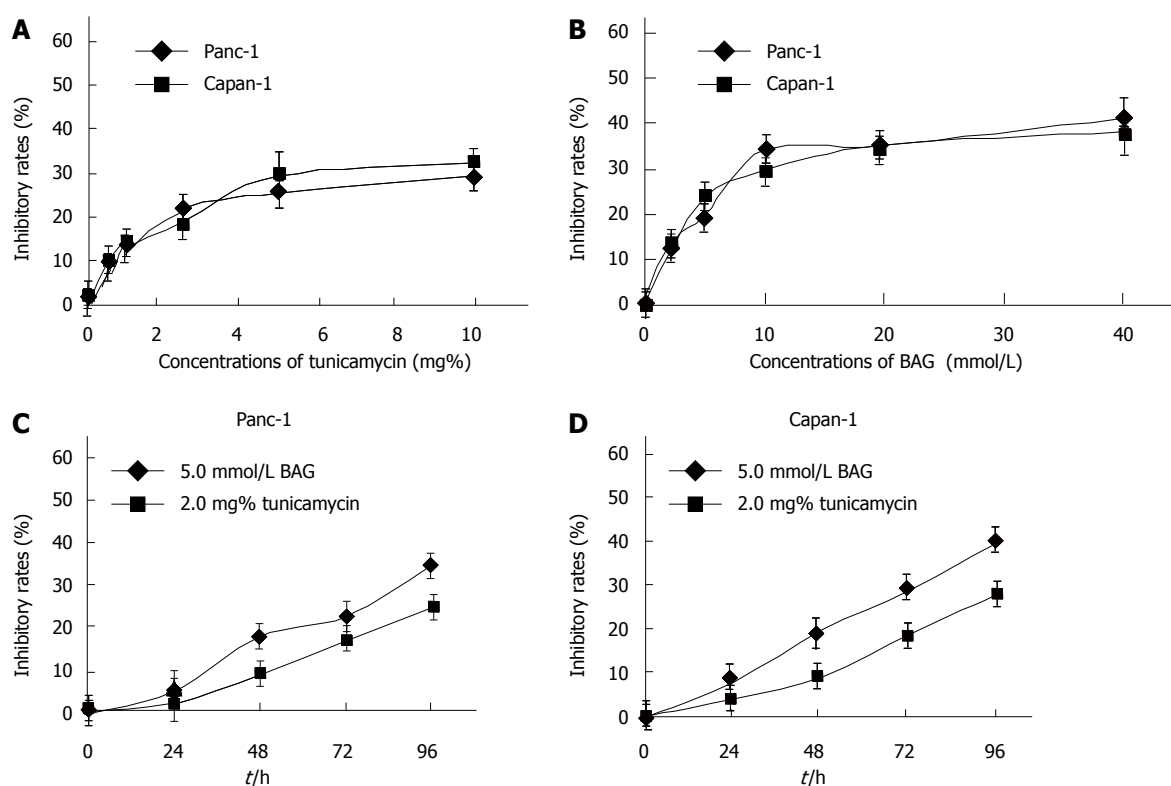 A
60
50
40
30
20
10
0
Inhibitory rates (%)
Panc-1
Capan-1
0 2 4 6 8 10
Concentrations of tunicamycin (mg%)
B
60
50
40
30
20
10
0
Inhibitory rates (%)
Panc-1
Capan-1
0 10 20 30 40
Concentrations of BAG (mmol/L)
C
Panc-1
60
50
40
30
20
10
0
Inhibitory rates (%)
5.0 mmol/L BAG
2.0 mg% tunicamycin
0 24 48 72 96
t/h
D
Capan-1
60
50
40
30
20
10
0
Inhibitory rates (%)
5.0 mmol/L BAG
2.0 mg% tunicamycin
0 24 48 72 96
t/h